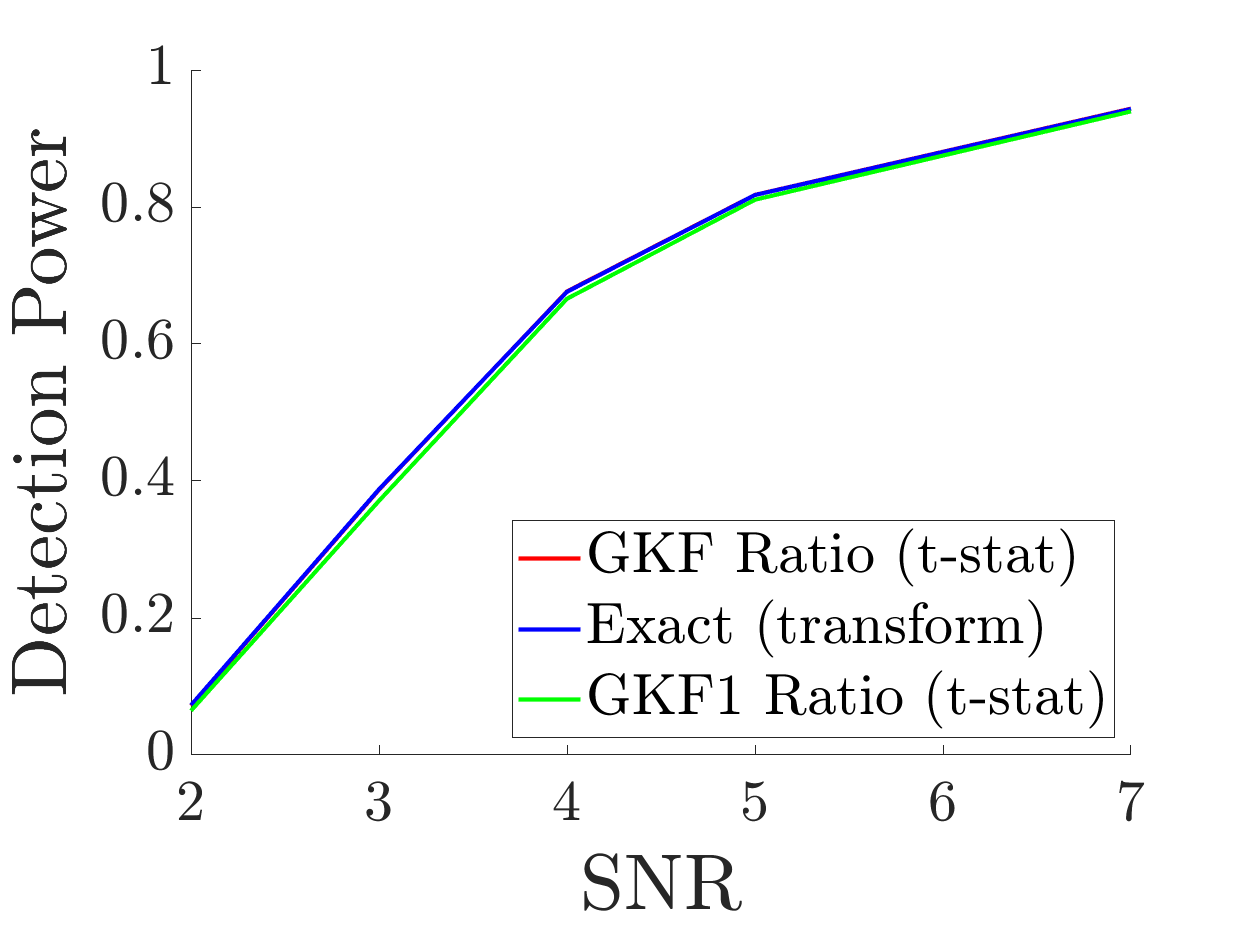 1
0.8
0.6
0.4
0.2
0
Detection Power
GKF Ratio (t-stat)
Exact (transform)
GKF1 Ratio (t-stat)
2 3 4 5 6 7
SNR